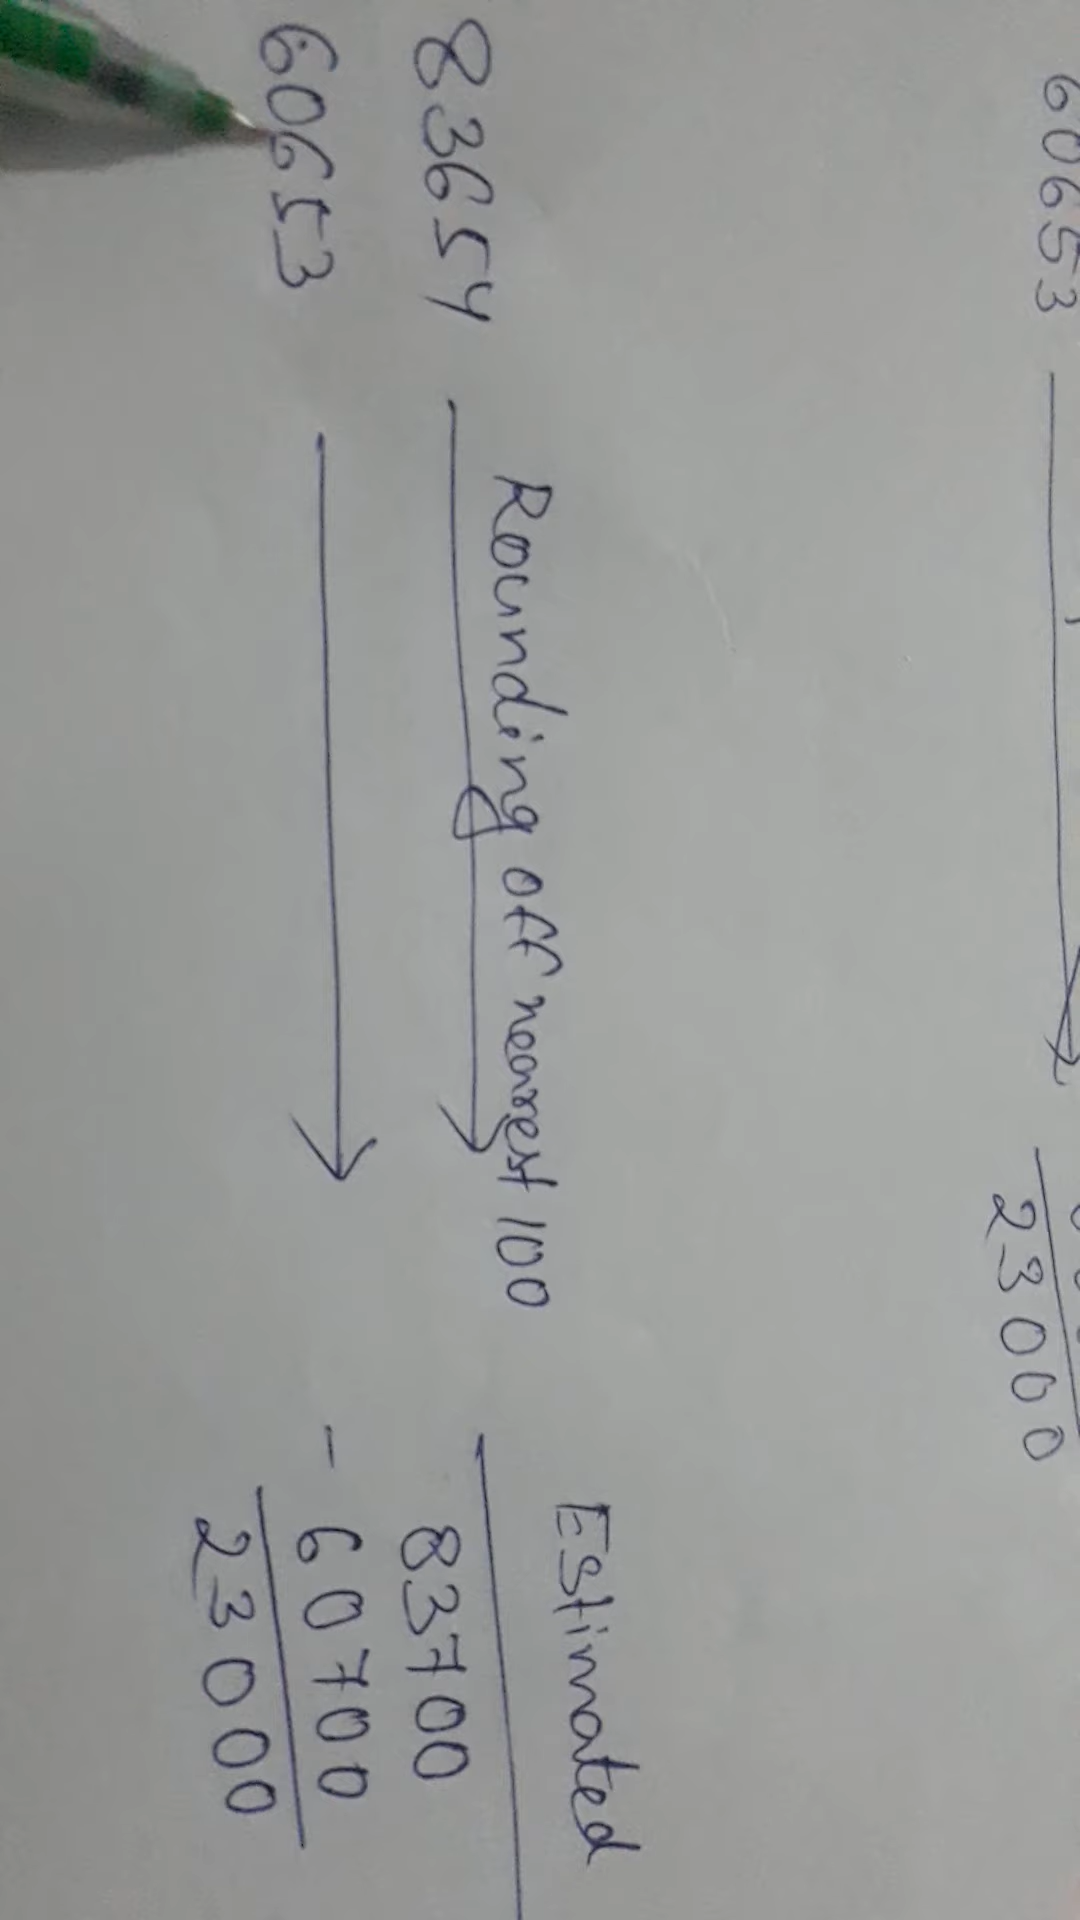 60653
23000
Estimated
Rounding off nearest 100
83654 83700
60653 - 60700
23000